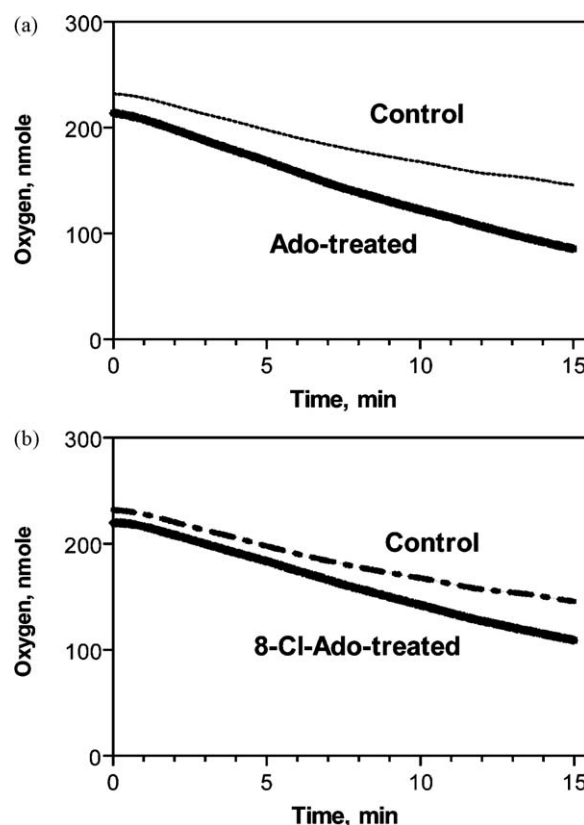 (a)
300
200
100
0
Oxygen, nmole
Control
Ado-treated
0 5 10 15
Time, min
(b)
300
200
100
0
Oxygen, nmole
Control
8-Cl-Ado-treated
0 5 10 15
Time, min